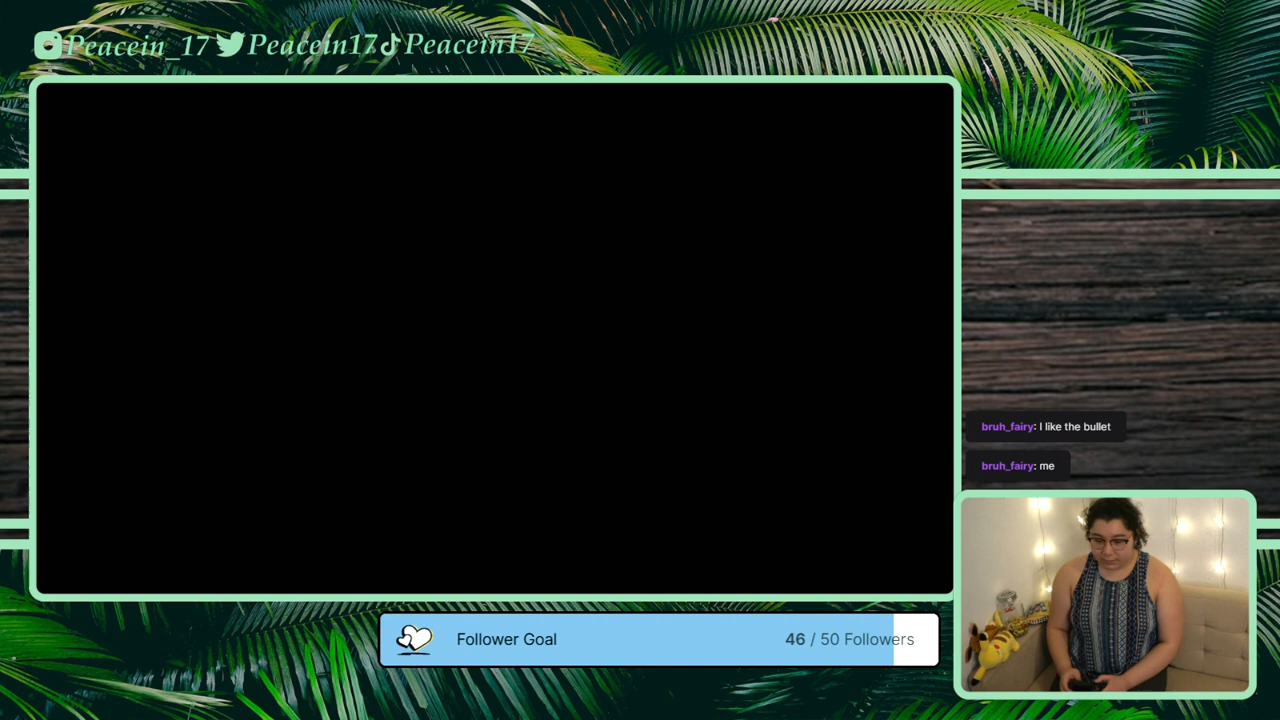 Peacein_17 Peacein17 Peacein17
bruh_fairy: I like the bullet
bruh_fairy: me
Follower Goal 46 / 50 Followers